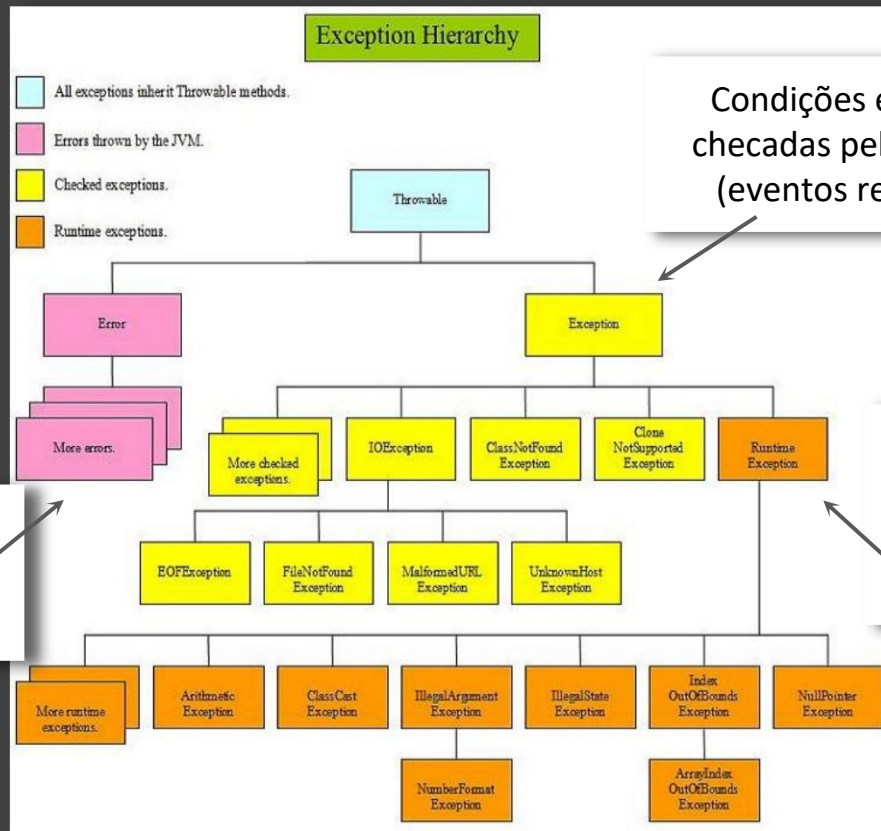 Exception Hierarchy
All exceptions inherit Throwable methods.
Errors thrown by the JVM.
Checked exceptions.
Runtime exceptions.
Condições
checadas
(eventos
Throwable
Error
Exception
More errors.
More checked
exceptions.
IOException
ClassNotFound
Exception
Clone
NotSupported
Exception
Runtime
Exception
EOFException
FileNotFound
Exception
MalformedURL
Exception
UnknownHost
Exception
More runtime
exceptions.
Arithmetic
Exception
ClassCast
Exception
IllegalArgument
Exception
IllegalState
Exception
Index
OutOfBounds
Exception
NullPointer
Exception
NumberFormat
Exception
ArrayIndex
OutOfBounds
Exception